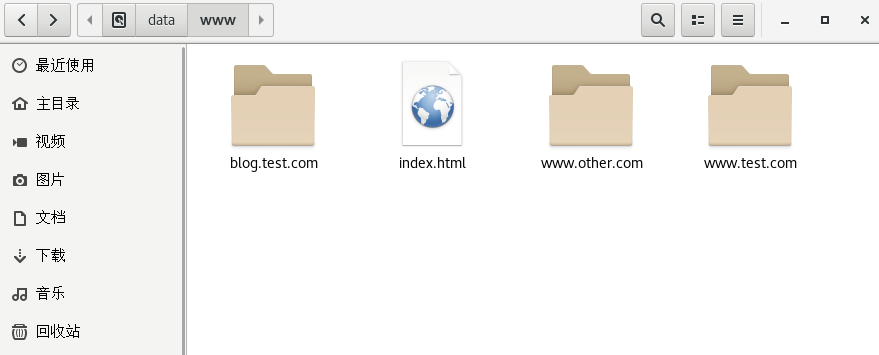 data
www
最近使用
主目录
视频
图片
文档
下载
音乐
回收站
blog.test.com
index.html
www.other.com
www.test.com